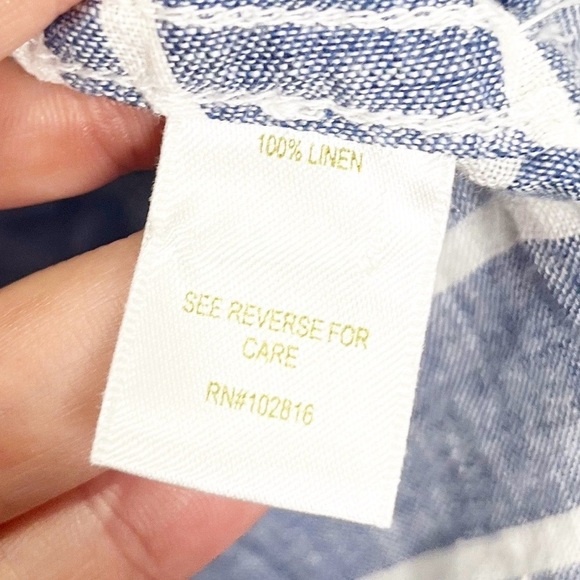 100% LINEN
SEE REVERSE FOR
CARE
RN#102816